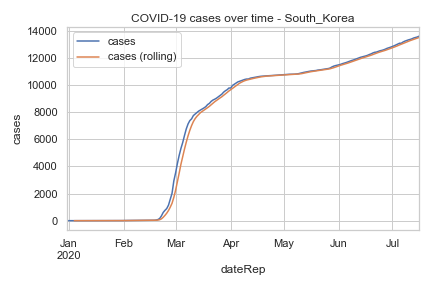 COVID-19 cases over time - South_Korea
14000
12000
10000
8000
6000
4000
2000
0
cases
cases
cases (rolling)
Jan
2020
Feb
Mar
Apr
May
Jun
Jul
dateRep